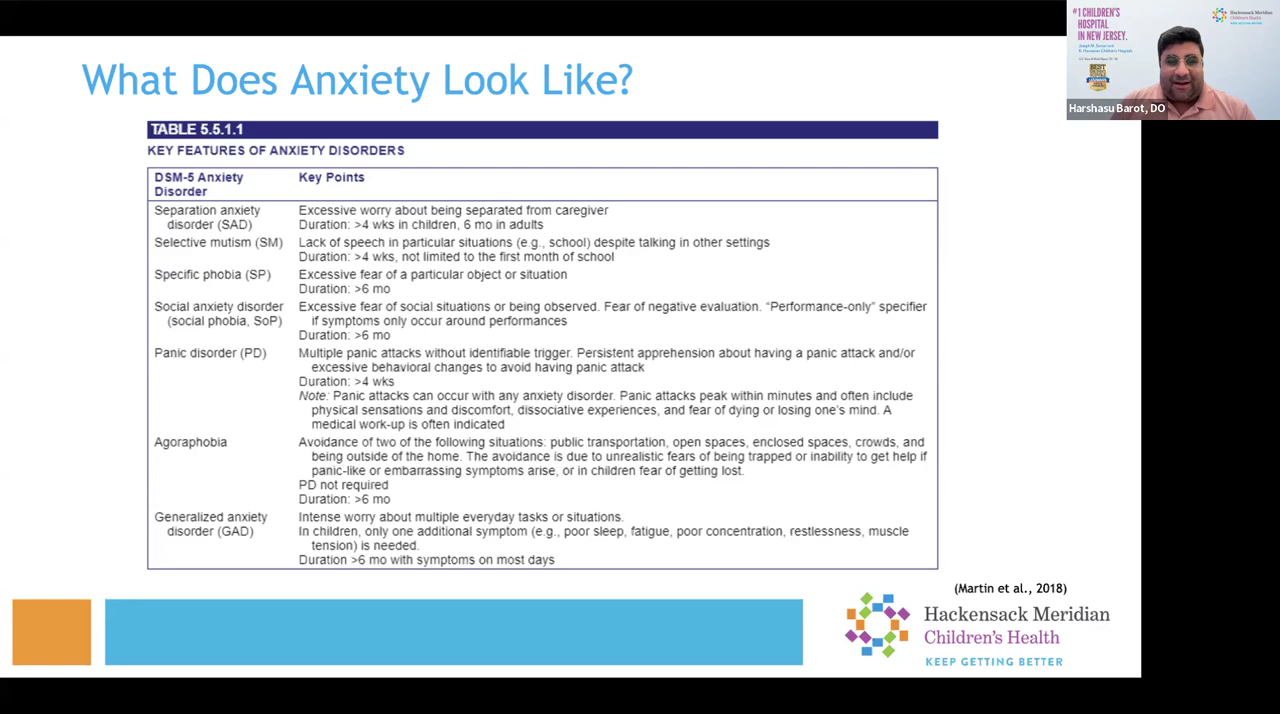 What Does Anxiety Look Like?
TABLE 5.5.1.1
KEY FEATURES OF ANXIETY DISORDERS
DSM-5 Anxiety Disorder
Key Points
Separation anxiety disorder (SAD)
Excessive worry about being separated from caregiver
Duration: >4 wks in children, 6 mo in adults
Selective mutism (SM)
Lack of speech in particular situations (e.g., school) despite talking in other settings
Duration: >4 wks, not limited to the first month of school
Specific phobia (SP)
Excessive fear of a particular object or situation
Duration: >6 mo
Social anxiety disorder
(social phobia, SoP)
Excessive fear of social situations or being observed. Fear of negative evaluation. “Performance-only” specifier
if symptoms only occur around performances
Duration: >6 mo
Panic disorder (PD)
Multiple panic attacks without identifiable trigger. Persistent apprehension about having a panic attack and/or
excessive behavioral changes to avoid having panic attack
Duration: >4 wks
Note: Panic attacks can occur with any anxiety disorder. Panic attacks peak within minutes and often include
physical sensations and discomfort, dissociative experiences, and fear of dying or losing one’s mind. A
medical work-up is often indicated
Agoraphobia
Avoidance of two of the following situations: public transportation, open spaces, enclosed spaces, crowds, and
being outside of the home. The avoidance is due to unrealistic fears of being trapped or inability to get help if
panic-like or embarrassing symptoms arise, or in children fear of getting lost.
PD not required
Duration: >6 mo
Generalized anxiety
disorder (GAD)
Intense worry about multiple everyday tasks or situations.
In children, only one additional symptom (e.g., poor sleep, fatigue, poor concentration, restlessness, muscle
tension) is needed.
Duration >6 mo with symptoms on most days
(Martin et al., 2018)
Hackensack Meridian
Children’s Health
KEEP GETTING BETTER
#1 CHILDREN’S
HOSPITAL
IN NEW JERSEY.
Hackensack Meridian
Children’s Health
BEST
Harshasu Barot, DO